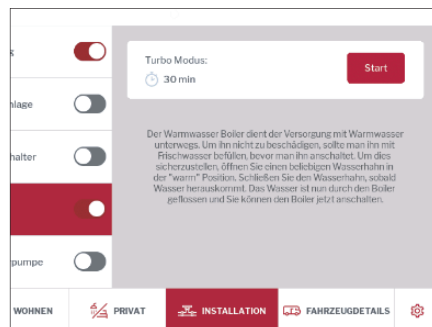 Turbo Modus:
30 min
Start
Der Warmwasser Boiler dient der Versorgung mit Warmwasser
unterwegs. Um ihn nicht zu beschädigen, sollte man ihn mit
Frischwasser befüllen, bevor man ihn anschaltet. Um dies
sicherzustellen, öffnen Sie einen beliebigen Wasserhahn in
der "warm" Position. Schließen Sie den Wasserhahn, sobald
Wasser herauskommt. Das Wasser ist nun durch den Boiler
geflossen und Sie können den Boiler jetzt anschalten.
nlage
halter
pumpe
WOHNEN
PRIVAT
INSTALLATION
FAHRZEUGDETAILS